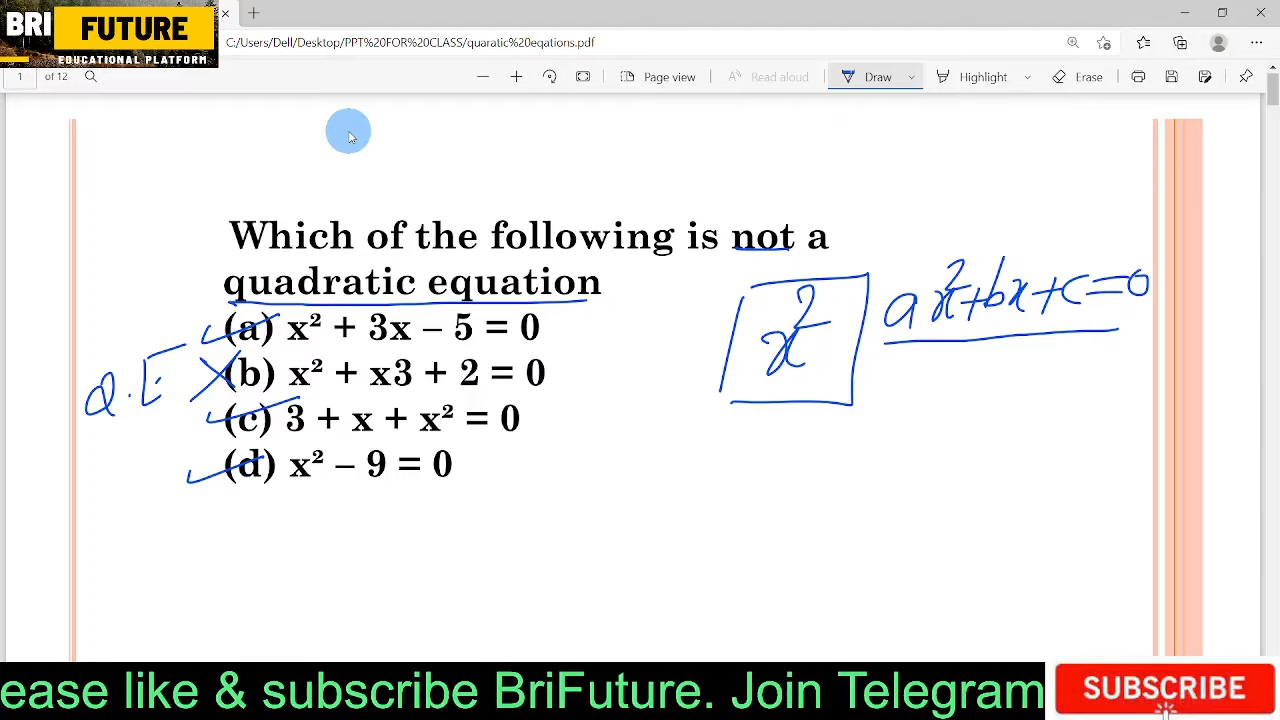 BRI FUTURE
EDUCATIONAL PLATFORM
C:/Users/Dell/Desktop/PPT%20FOR%20CLASS/quaratic%20eqations.pdf
1 of 12 Page view Read aloud Draw Highlight Erase
Which of the following is not a
quadratic equation
ax²+bx+c=0
x²
(a) x² + 3x – 5 = 0
Q.E (b) x² + x3 + 2 = 0
(c) 3 + x + x² = 0
(d) x² – 9 = 0
ease like & subscribe BriFuture. Join Telegram
SUBSCRIBE